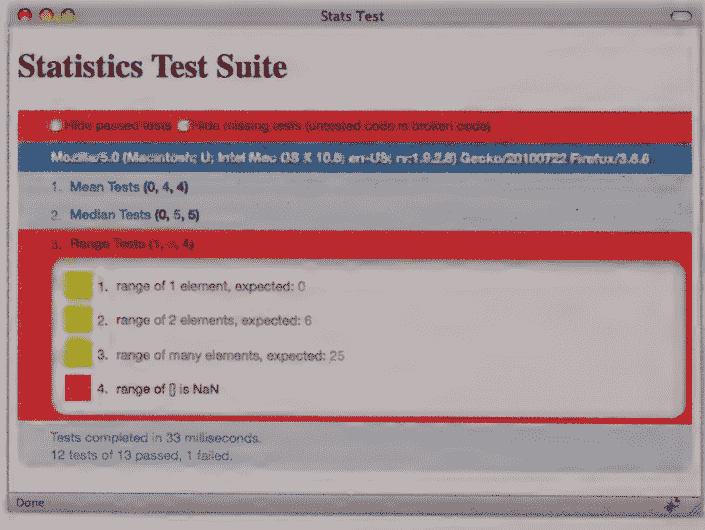 Stats Test
Statistics Test Suite
Hide passed tests Hide missing tests (untested code is broken code)
Mozilla/5.0 (Macintosh; U; Intel Mac OS X 10.6; en-US; rv:1.9.2.8) Gecko/20100722 Firefox/3.6.8
1. Mean Tests (0, 4, 4)
2. Median Tests (0, 5, 5)
3. Range Tests (1, 4)
1. range of 1 element, expected: 0
2. range of 2 elements, expected: 6
3. range of many elements, expected: 25
4. range of [] is NaN
Tests completed in 33 milliseconds.
12 tests of 13 passed, 1 failed.
Done